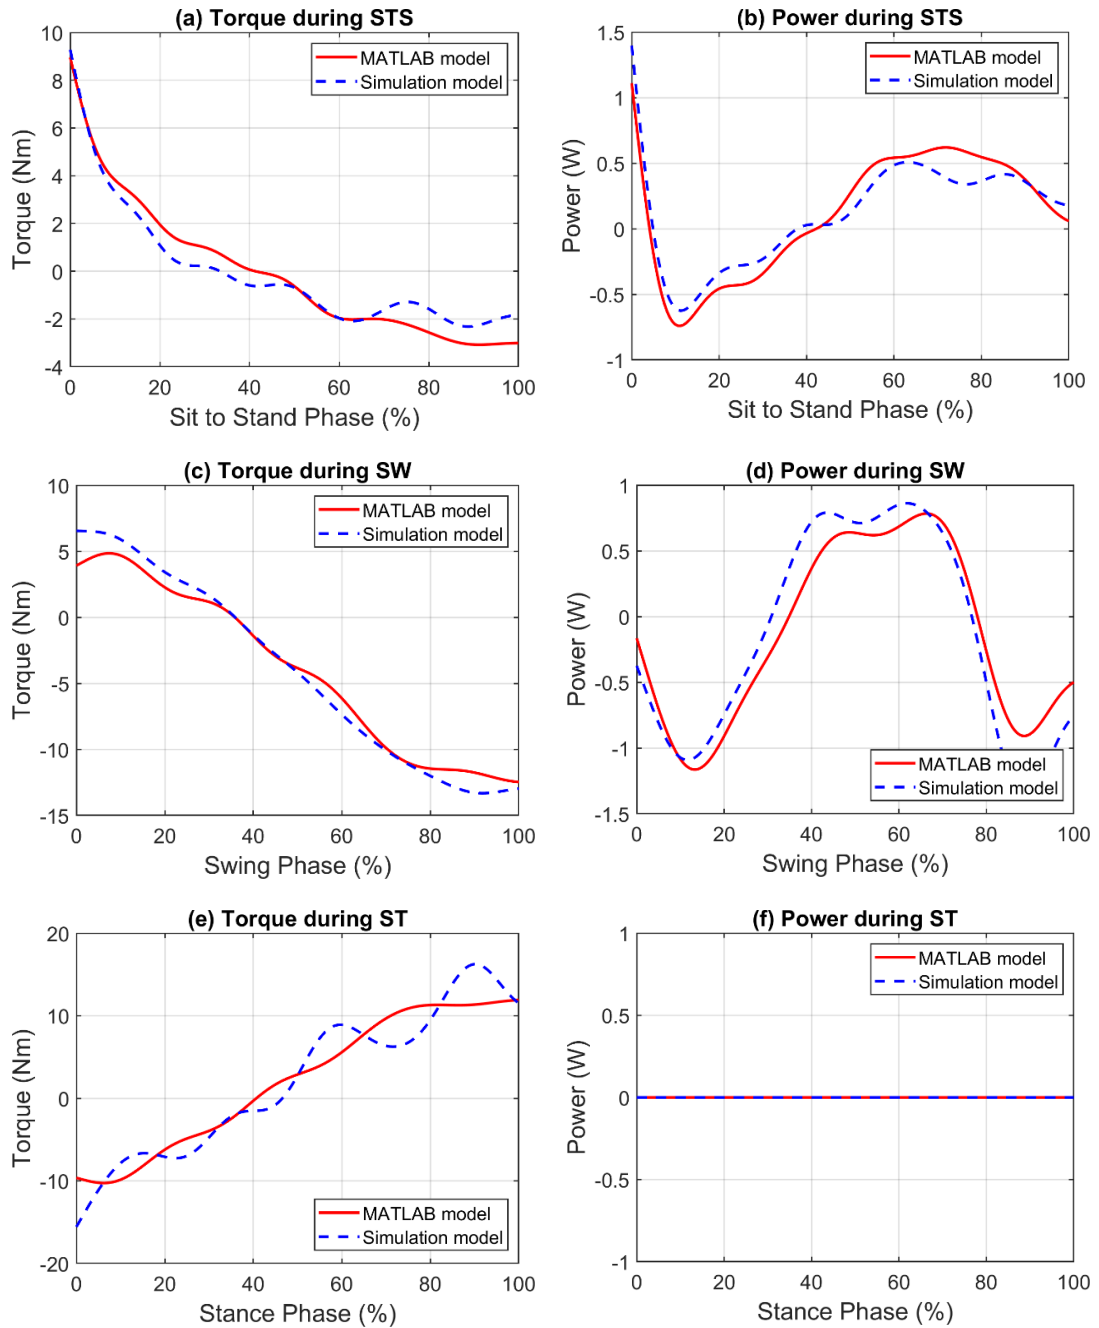 (a) Torque during STS
10
8
6
4
2
0
-2
-4
0
20
40
60
80
100
Torque (Nm)
Sit to Stand Phase (%)
MATLAB model
Simulation model
(b) Power during STS
1.5
1
0.5
0
-0.5
-1
0
20
40
60
80
100
Power (W)
Sit to Stand Phase (%)
MATLAB model
Simulation model
(c) Torque during SW
10
5
0
-5
-10
-15
0
20
40
60
80
100
Torque (Nm)
Swing Phase (%)
MATLAB model
Simulation model
(d) Power during SW
1
0.5
0
-0.5
-1
-1.5
0
20
40
60
80
100
Power (W)
Swing Phase (%)
MATLAB model
Simulation model
(e) Torque during ST
20
10
0
-10
-20
0
20
40
60
80
100
Torque (Nm)
Stance Phase (%)
MATLAB model
Simulation model
(f) Power during ST
1
0.5
0
-0.5
-1
0
20
40
60
80
100
Power (W)
Stance Phase (%)
MATLAB model
Simulation model